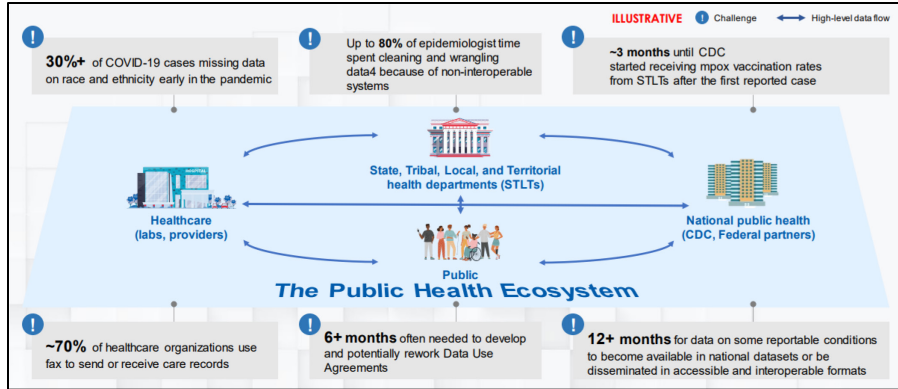 ILLUSTRATIVE ! Challenge High-level data flow
!
30%+ of COVID-19 cases missing data
on race and ethnicity early in the pandemic
!
Up to 80% of epidemiologist time
spent cleaning and wrangling
data4 because of non-interoperable
systems
!
~3 months until CDC
started receiving mpox vaccination rates
from STLTs after the first reported case
State, Tribal, Local, and Territorial
health departments (STLTs)
HOSPITAL
Healthcare
(labs, providers)
National public health
(CDC, Federal partners)
Public
The Public Health Ecosystem
!
~70% of healthcare organizations use
fax to send or receive care records
!
6+ months often needed to develop
and potentially rework Data Use
Agreements
!
12+ months for data on some reportable conditions
to become available in national datasets or be
disseminated in accessible and interoperable formats